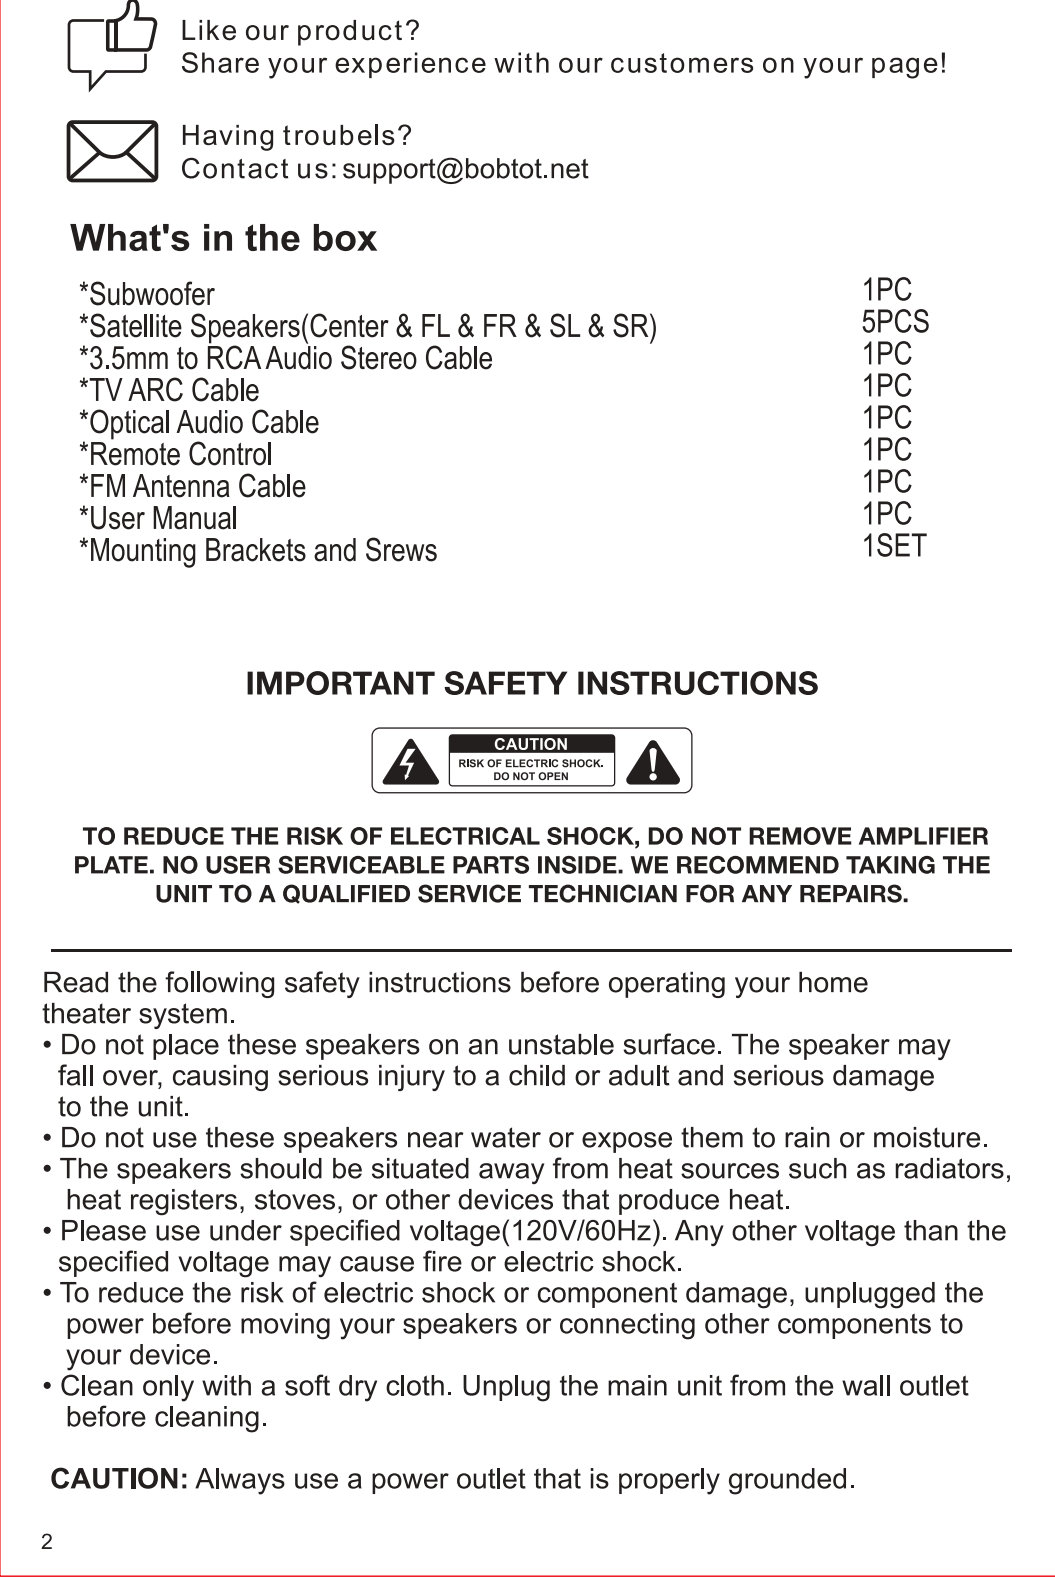 Like our product?
Share your experience with our customers on your page!
Having troubels?
Contact us: support@bobtot.net
What's in the box
*Subwoofer 1PC
*Satellite Speakers(Center & FL & FR & SL & SR) 5PCS
*3.5mm to RCA Audio Stereo Cable 1PC
*TV ARC Cable 1PC
*Optical Audio Cable 1PC
*Remote Control 1PC
*FM Antenna Cable 1PC
*User Manual 1PC
*Mounting Brackets and Srews 1SET
IMPORTANT SAFETY INSTRUCTIONS
CAUTION
RISK OF ELECTRIC SHOCK.
DO NOT OPEN
TO REDUCE THE RISK OF ELECTRICAL SHOCK, DO NOT REMOVE AMPLIFIER
PLATE. NO USER SERVICEABLE PARTS INSIDE. WE RECOMMEND TAKING THE
UNIT TO A QUALIFIED SERVICE TECHNICIAN FOR ANY REPAIRS.
Read the following safety instructions before operating your home
theater system.
• Do not place these speakers on an unstable surface. The speaker may
fall over, causing serious injury to a child or adult and serious damage
to the unit.
• Do not use these speakers near water or expose them to rain or moisture.
• The speakers should be situated away from heat sources such as radiators,
heat registers, stoves, or other devices that produce heat.
• Please use under specified voltage(120V/60Hz). Any other voltage than the
specified voltage may cause fire or electric shock.
• To reduce the risk of electric shock or component damage, unplugged the
power before moving your speakers or connecting other components to
your device.
• Clean only with a soft dry cloth. Unplug the main unit from the wall outlet
before cleaning.
CAUTION: Always use a power outlet that is properly grounded.
2